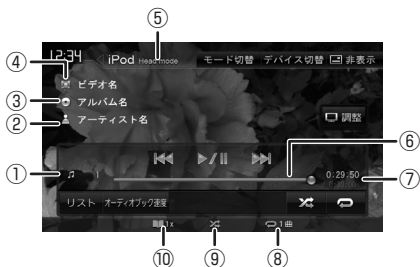 ⑤
12:34 iPod Head mode モード切替 デバイス切替 非表示
④ ビデオ名
③ アルバム名
② アーティスト名
調整
⑥
① 0:29:50 ⑦
リスト オーディオブック速度
1x 1曲
⑩ ⑨ ⑧